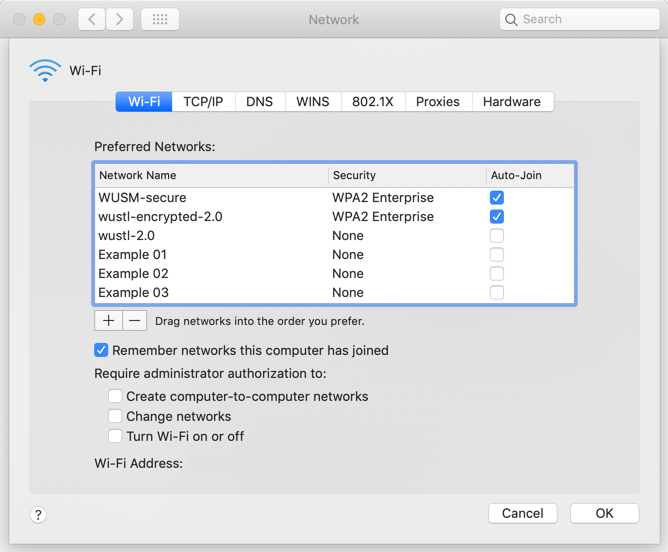 Network
Search
Wi-Fi
Wi-Fi TCP/IP DNS WINS 802.1X Proxies Hardware
Preferred Networks:
Network Name Security Auto-Join
WUSM-secure WPA2 Enterprise
wustl-encrypted-2.0 WPA2 Enterprise
wustl-2.0 None
Example 01 None
Example 02 None
Example 03 None
+ − Drag networks into the order you prefer.
Remember networks this computer has joined
Require administrator authorization to:
Create computer-to-computer networks
Change networks
Turn Wi-Fi on or off
Wi-Fi Address:
? Cancel OK